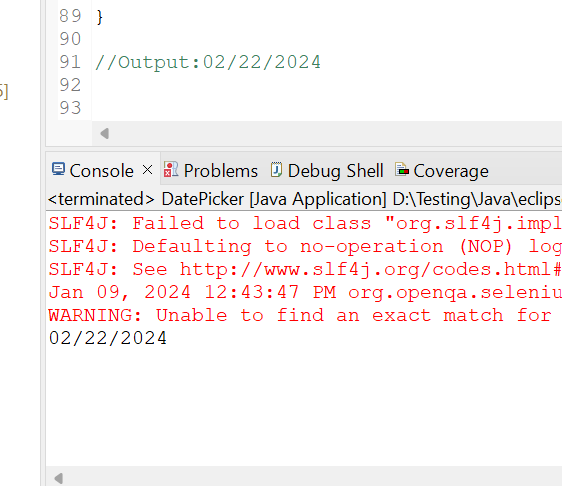 89 }
90
91 //Output:02/22/2024
92
93
Console Problems Debug Shell Coverage
<terminated> DatePicker [Java Application] D:\Testing\Java\eclips
SLF4J: Failed to load class "org.slf4j.impl
SLF4J: Defaulting to no-operation (NOP) log
SLF4J: See http://www.slf4j.org/codes.html#
Jan 09, 2024 12:43:47 PM org.openqa.seleniu
WARNING: Unable to find an exact match for
02/22/2024